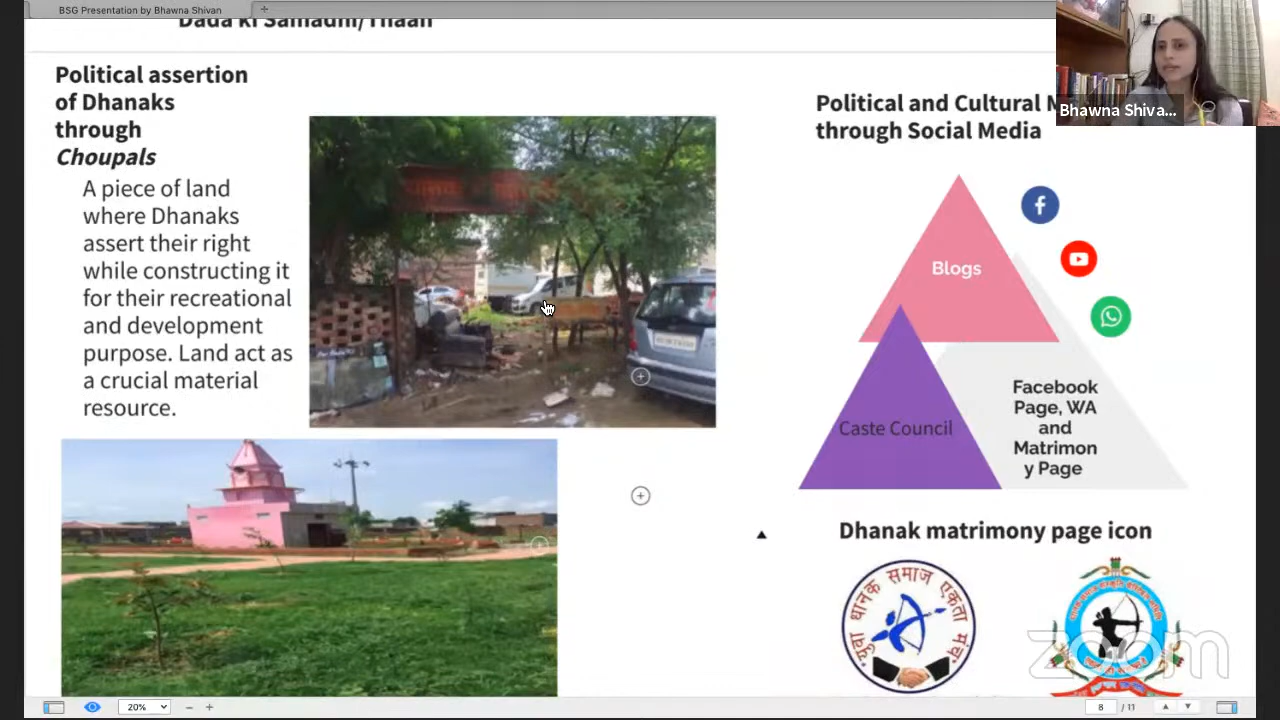 BSG Presentation by Bhawna Shivan
Dada ki Samadhi/Thaan
Political assertion
of Dhanaks
through
Choupals
A piece of land
where Dhanaks
assert their right
while constructing it
for their recreational
and development
purpose. Land act as
a crucial material
resource.
Political and Cultural M
through Social Media
Bhawna Shiva...
Blogs
Caste Council
Facebook
Page, WA
and
Matrimon
y Page
Dhanak matrimony page icon
युवा धानक समाज एकता मंच
zoom
20%
8 / 11